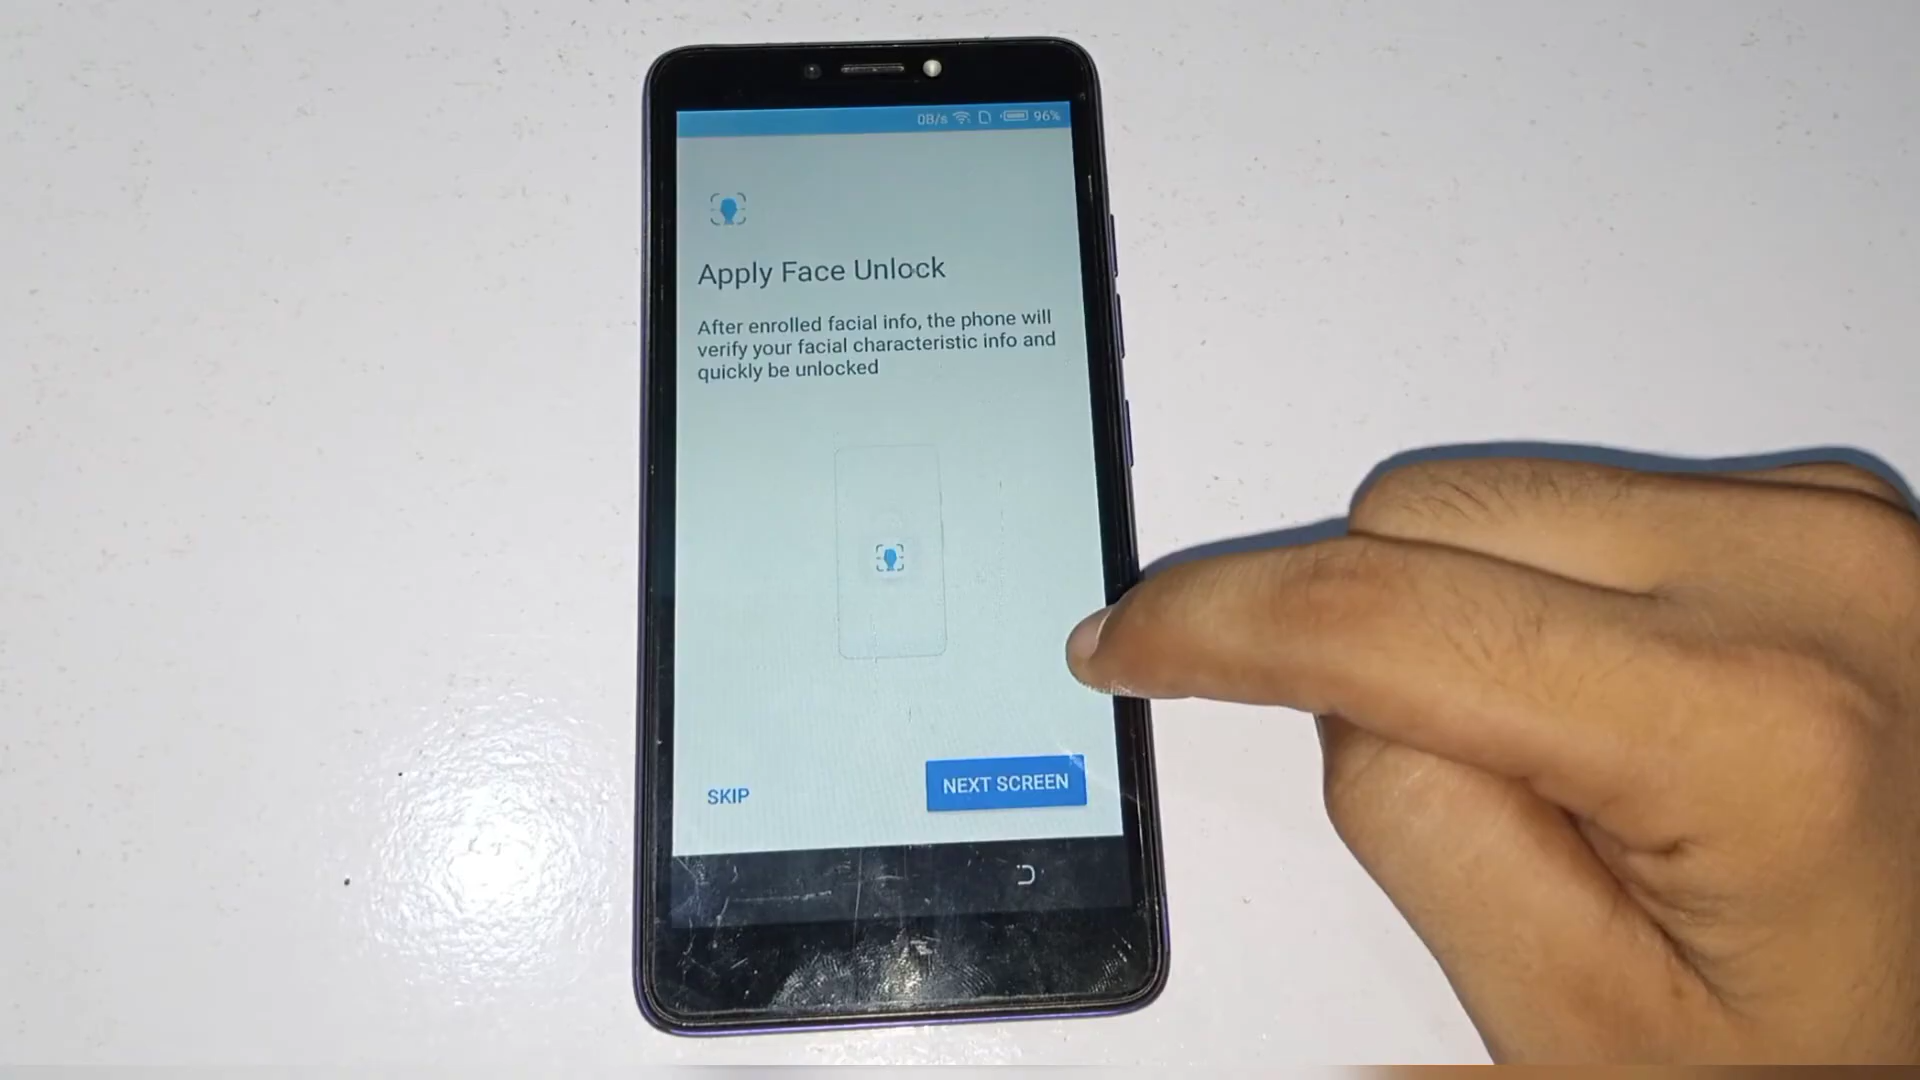 0B/s 96%
Apply Face Unlock
After enrolled facial info, the phone will
verify your facial characteristic info and
quickly be unlocked
SKIP
NEXT SCREEN